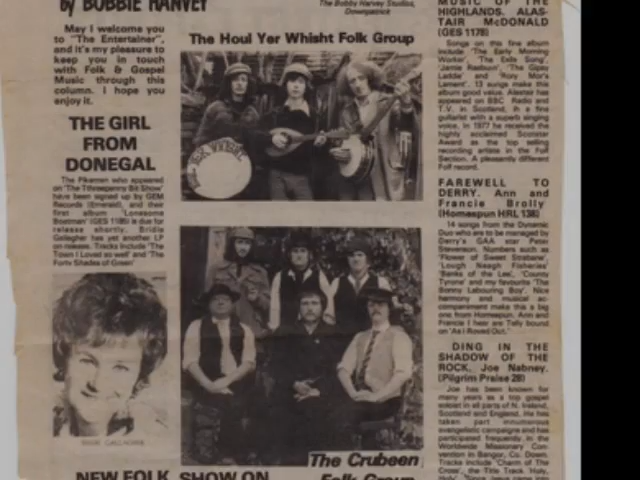 by BOBBIE HARVEY
The Bobby Harvey Studios,
Downpatrick
May I welcome you
to "The Entertainer",
and it's my pleasure to
keep you in touch
with Folk & Gospel
Music through this
column. I hope you
enjoy it.
THE GIRL
FROM
DONEGAL
The Pikemen who appeared
on 'The Threepenny Bit Show'
have been signed up by GEM
Records (Emerald), and their
first album 'Lonesome
Boatman' (GES 1185) is due for
release shortly. Bridie
Gallagher has yet another LP
on release. Tracks include 'The
Town I Loved so well' and 'The
Forty Shades of Green'
BRIDIE GALLAGHER
NEW FOLK SHOW ON
The Houl Yer Whisht Folk Group
HOUL YER WHISHT
The Crubeen
Folk Group
MUSIC OF THE
HIGHLANDS. ALAS-
TAIR McDONALD
(GES 1178)
Songs on this fine album
include 'The Early Morning
Worker', 'The Exile Song',
'Jamie Raeburn', 'The Gipsy
Laddie' and 'Rory Mor's
Lament'. 13 songs make this
album good value. Alastair has
appeared on BBC Radio and
T.V. in Scotland, is a fine
guitarist with a superb singing
voice. In 1977 he received the
highly acclaimed Scotstar
Award as the top selling
recording artiste in the Folk
Section. A pleasantly different
Folf record.
FAREWELL TO
DERRY. Ann and
Francie Brolly
(Homespun HRL 138)
14 songs from the Dynamic
Duo who are to be managed by
Derry's GAA star Peter
Stevenson. Numbers such as
'Flower of Sweet Strabane',
'Lough Neagh Fisheries'
'Banks of the Lee', 'County
Tyrone' and my favourite 'The
Bonny Labouring Boy'. Nice
harmony and musical ac-
companiment make this a big
one from Homespun. Ann and
Francie I hear are Telly bound
on 'As I Roved Out.'
DING IN THE
SHADOW OF THE
ROCK. Joe Nabney.
(Pilgrim Praise 28)
Joe has been known for
many years as a top gospel
soloist in all parts of N. Ireland,
Scotland and England. He has
taken part innumerous
evangelistic campaigns and has
participated frequently in the
Worldwide Missionary Con-
vention in Bangor, Co. Down.
Tracks include 'Charm of The
Cross', the Title Track 'Holy,
Holy'